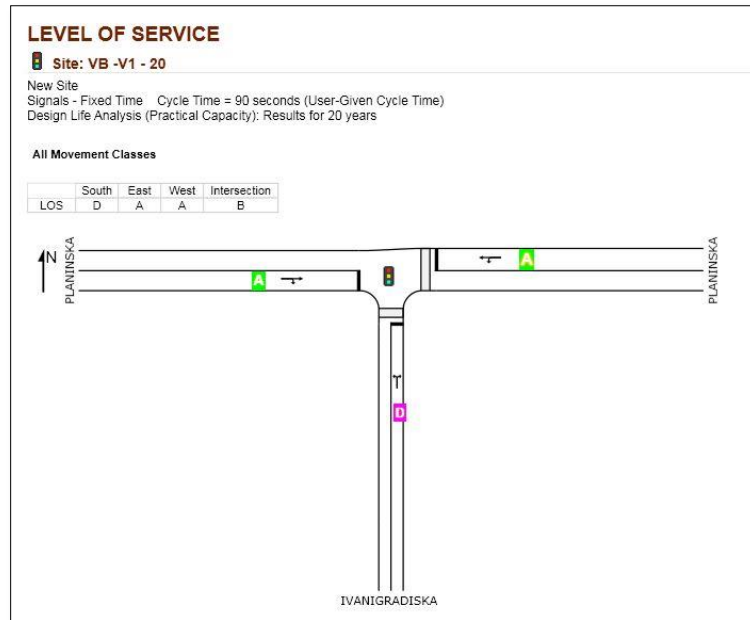 LEVEL OF SERVICE
Site: VB -V1 - 20
New Site
Signals - Fixed Time Cycle Time = 90 seconds (User-Given Cycle Time)
Design Life Analysis (Practical Capacity): Results for 20 years
All Movement Classes
South East West Intersection
LOS D A A B
N
PLANINSKA
PLANINSKA
A
A
D
IVANIGRADISKA